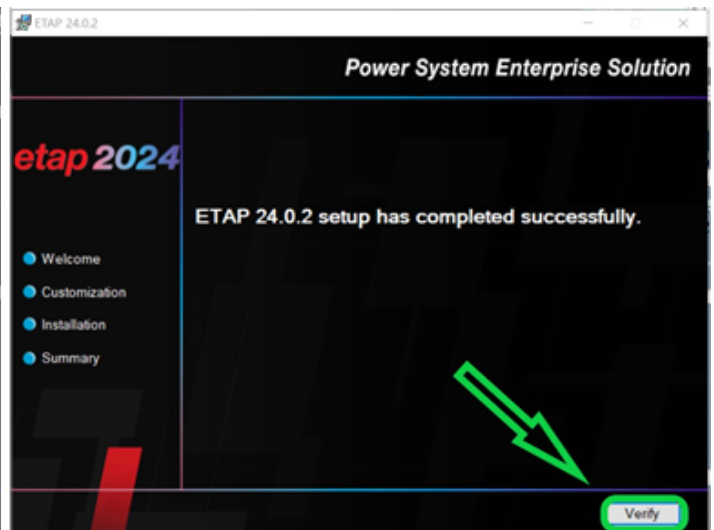 ETAP 24.0.2
Power System Enterprise Solution
etap 2024
ETAP 24.0.2 setup has completed successfully.
Welcome
Customization
Installation
Summary
Verify